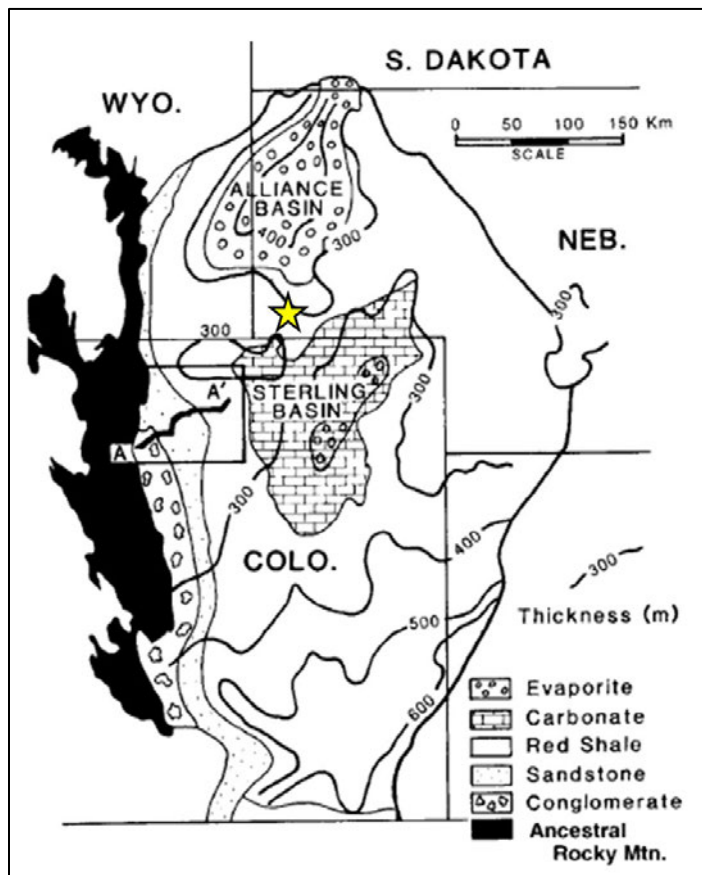 S. DAKOTA
WYO.
0 50 100 150 Km
SCALE
ALLIANCE
BASIN
400
300
NEB.
300
300
A'
STERLING
BASIN
300
A
300
COLO.
400
300
500
Thickness (m)
600
Evaporite
Carbonate
Red Shale
Sandstone
Conglomerate
Ancestral
Rocky Mtn.